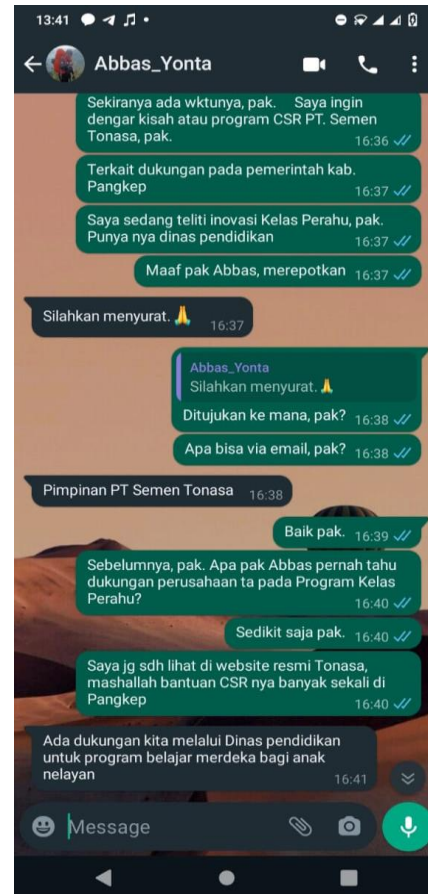 13:41
Abbas_Yonta
Sekiranya ada wktunya, pak. Saya ingin
dengar kisah atau program CSR PT. Semen
Tonasa, pak.
16:36
Terkait dukungan pada pemerintah kab.
Pangkep
16:37
Saya sedang teliti inovasi Kelas Perahu, pak.
Punya nya dinas pendidikan
16:37
Maaf pak Abbas, merepotkan 16:37
Silahkan menyurat.🙏 16:37
Abbas_Yonta
Silahkan menyurat.🙏
Ditujukan ke mana, pak? 16:38
Apa bisa via email, pak? 16:38
Pimpinan PT Semen Tonasa 16:38
Baik pak. 16:39
Sebelumnya, pak. Apa pak Abbas pernah tahu
dukungan perusahaan ta pada Program Kelas
Perahu?
16:40
Sedikit saja pak. 16:40
Saya jg sdh lihat di website resmi Tonasa,
mashallah bantuan CSR nya banyak sekali di
Pangkep
16:40
Ada dukungan kita melalui Dinas pendidikan
untuk program belajar merdeka bagi anak
nelayan
16:41
Message